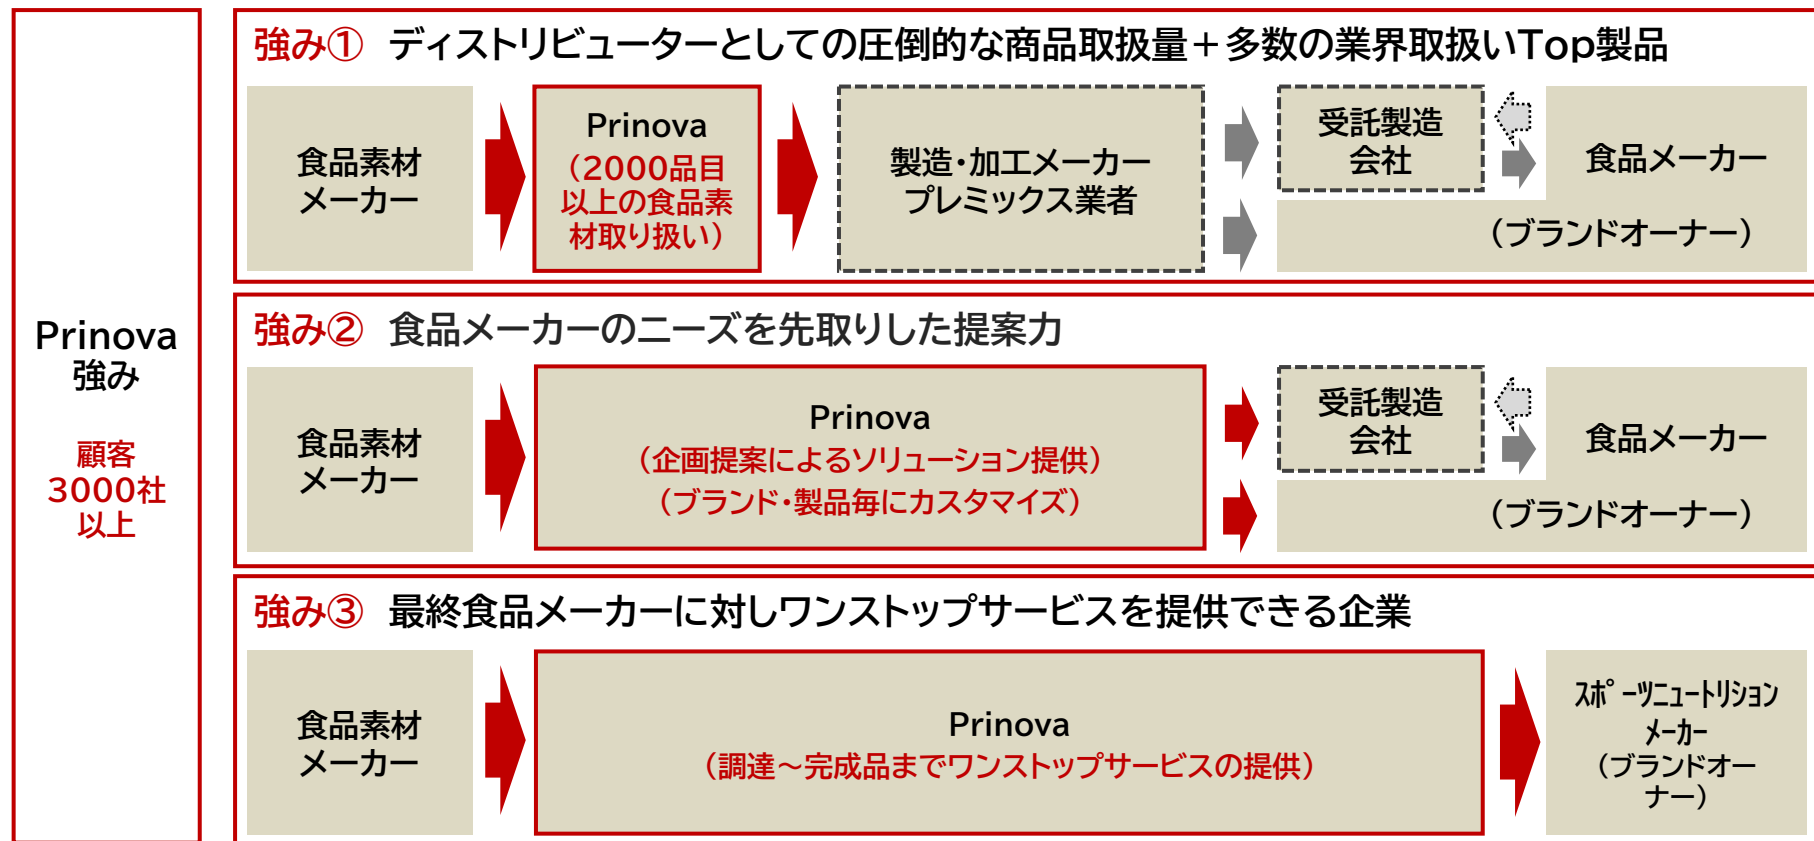 Prinova
強み
顧客
3000社
以上
強み① ディストリビューターとしての圧倒的な商品取扱量＋多数の業界取扱いTop製品
食品素材
メーカー
Prinova
（2000品目
以上の食品素
材取り扱い）
製造・加工メーカー
プレミックス業者
受託製造
会社
食品メーカー
（ブランドオーナー）
強み② 食品メーカーのニーズを先取りした提案力
食品素材
メーカー
Prinova
（企画提案によるソリューション提供）
（ブランド・製品毎にカスタマイズ）
受託製造
会社
食品メーカー
（ブランドオーナー）
強み③ 最終食品メーカーに対しワンストップサービスを提供できる企業
食品素材
メーカー
Prinova
（調達～完成品までワンストップサービスの提供）
ｽﾎﾟｰﾂﾆｭｰﾄﾘｼｮﾝ
ﾒｰｶｰ
（ブランドオー
ナー）